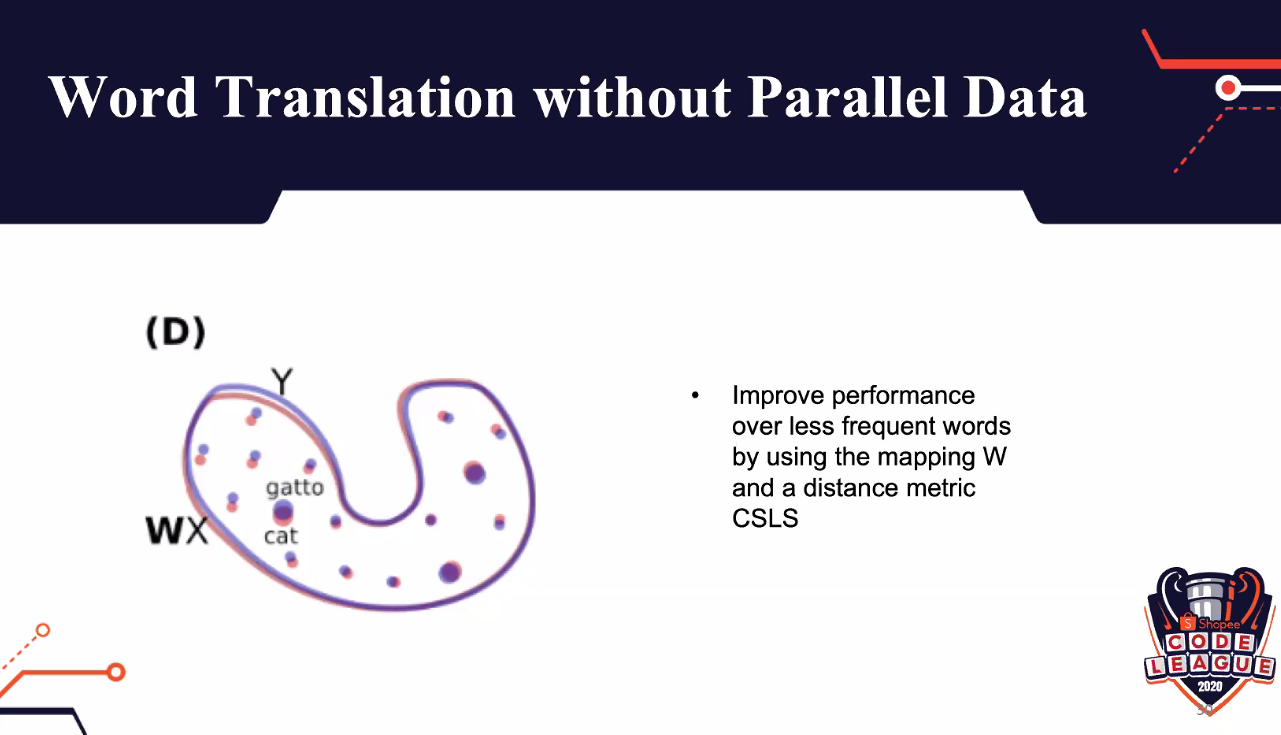 Word Translation without Parallel Data
(D)
Y
gatto
WX
cat
• Improve performance
over less frequent words
by using the mapping W
and a distance metric
CSLS
Shopee
CODE
LEAGUE
2020
30